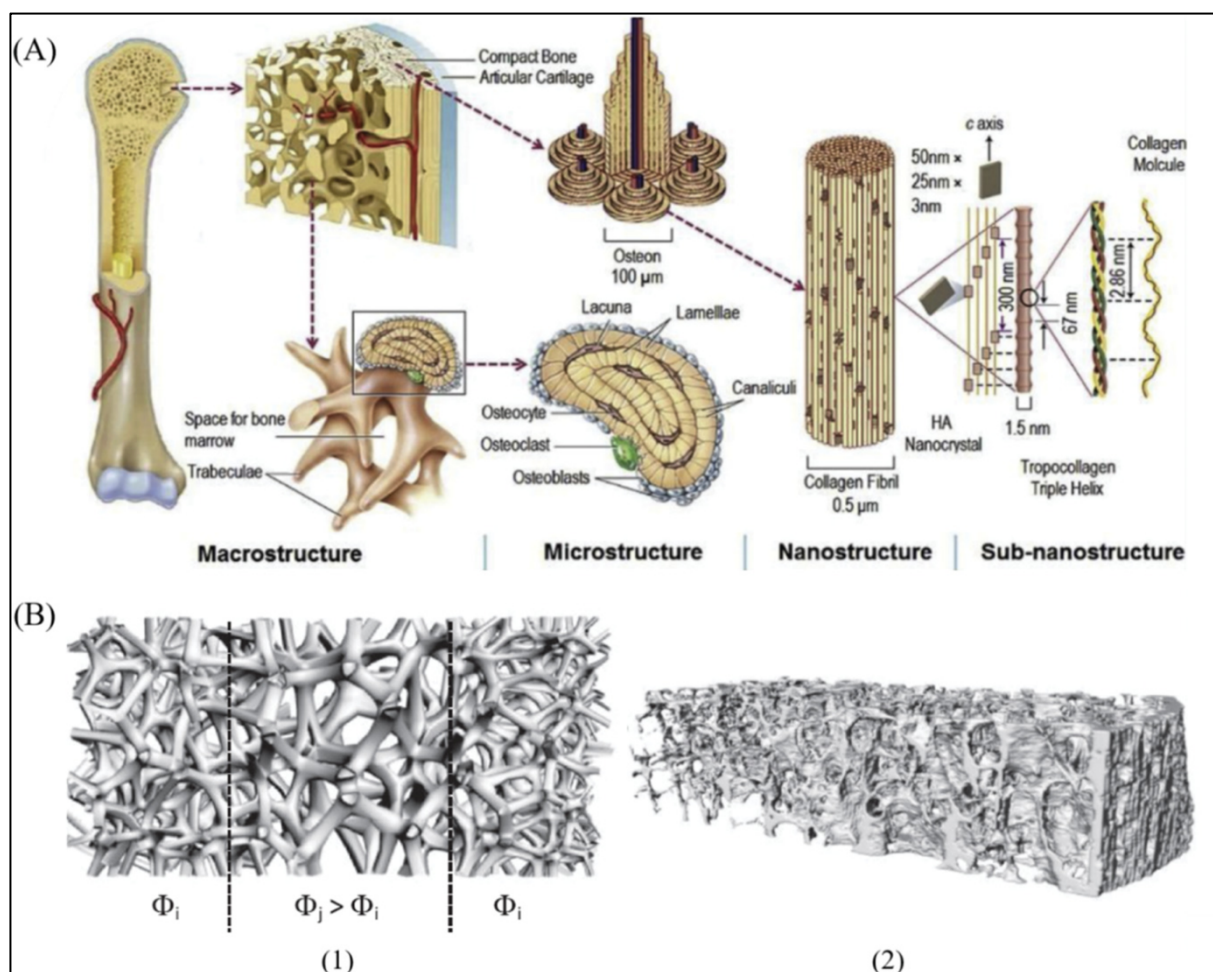 (A)
Compact Bone
Articular Cartilage
Osteon
100 µm
50nm ×
25nm ×
3nm
c axis
Collagen
Molcule
300 nm
67 nm
2.86 nm
1.5 nm
HA
Nanocrystal
Tropocollagen
Triple Helix
Collagen Fibril
0.5 µm
Lacuna
Lamelllae
Canaliculi
Osteocyte
Osteoclast
Osteoblasts
Space for bone
marrow
Trabeculae
Macrostructure
Microstructure
Nanostructure
Sub-nanostructure
(B)
Φi
Φj > Φi
Φi
(1)
(2)